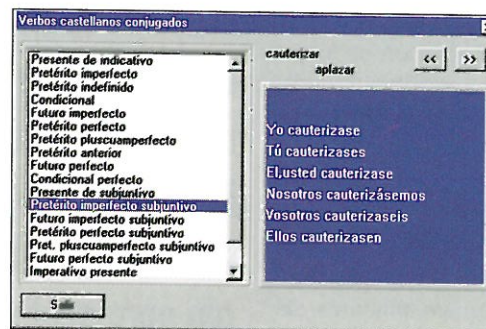 Verbos castellanos conjugados
Presente de indicativo
Pretérito imperfecto
Pretérito indefinido
Condicional
Futuro imperfecto
Pretérito perfecto
Pretérito pluscuamperfecto
Pretérito anterior
Futuro perfecto
Condicional perfecto
Presente de subjuntivo
Pretérito imperfecto subjuntivo
Futuro imperfecto subjuntivo
Pretérito perfecto subjuntivo
Pret. pluscuamperfecto subjuntivo
Futuro perfecto subjuntivo
Imperativo presente
cauterizar
aplazar
<< >>
Yo cauterizase
Tú cauterizases
El,usted cauterizase
Nosotros cauterizásemos
Vosotros cauterizaseis
Ellos cauterizasen